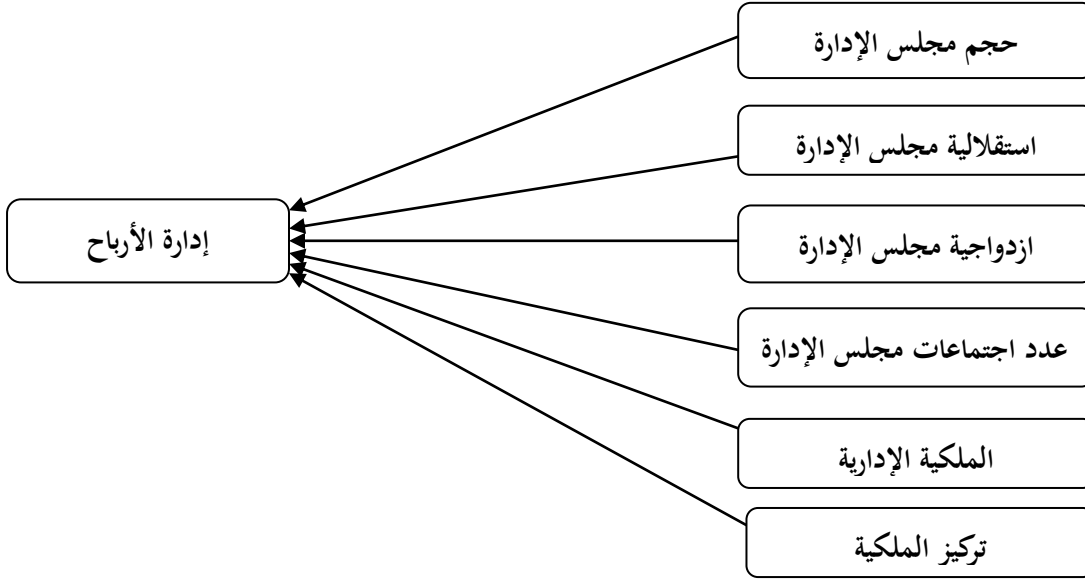 حجم مجلس الإدارة
استقلالية مجلس الإدارة
ازدواجية مجلس الإدارة
إدارة الأرباح
عدد اجتماعات مجلس الإدارة
الملكية الإدارية
تركيز الملكية